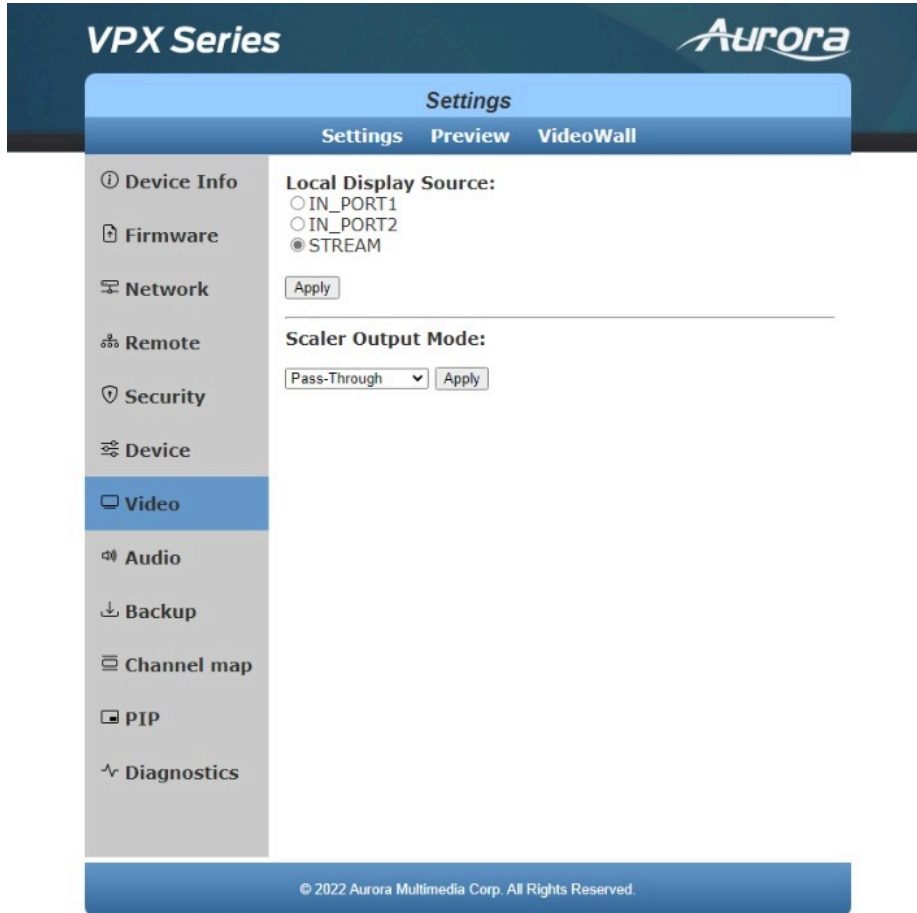 VPX Series
Aurora
Settings
Settings Preview VideoWall
Device Info
Firmware
Network
Remote
Security
Device
Video
Audio
Backup
Channel map
PIP
Diagnostics
Local Display Source:
IN_PORT1
IN_PORT2
STREAM
Apply
Scaler Output Mode:
Pass-Through Apply
© 2022 Aurora Multimedia Corp. All Rights Reserved.